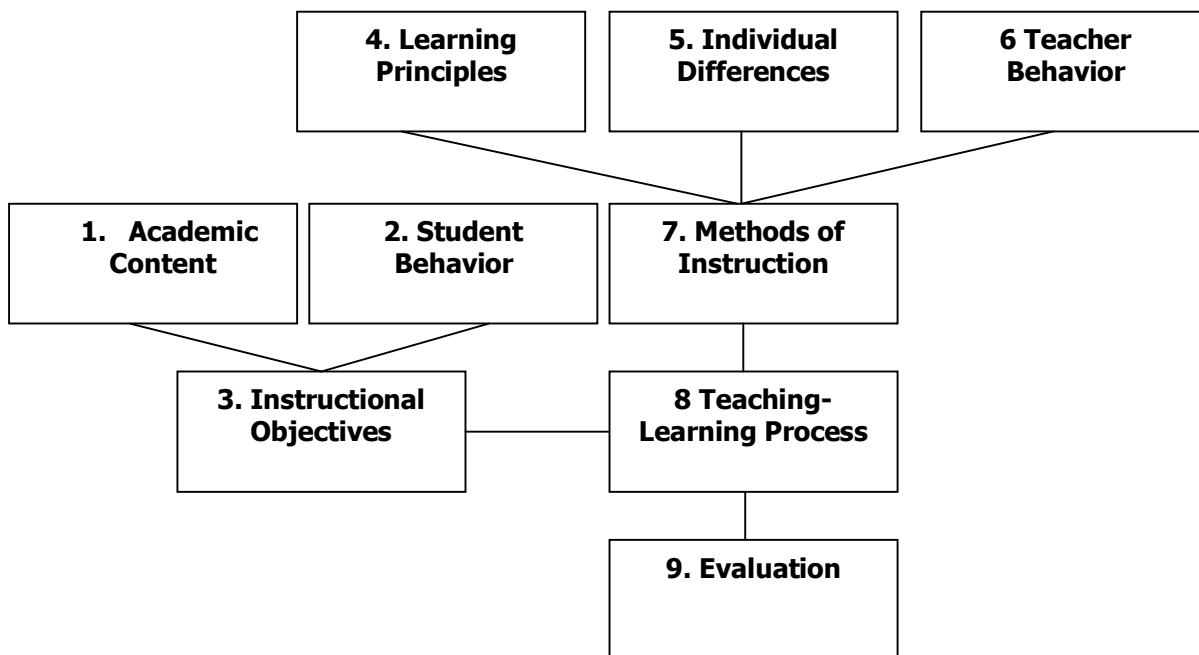 4. Learning
Principles
5. Individual
Differences
6 Teacher
Behavior
1. Academic
Content
2. Student
Behavior
7. Methods of
Instruction
3. Instructional
Objectives
8 Teaching-
Learning Process
9. Evaluation